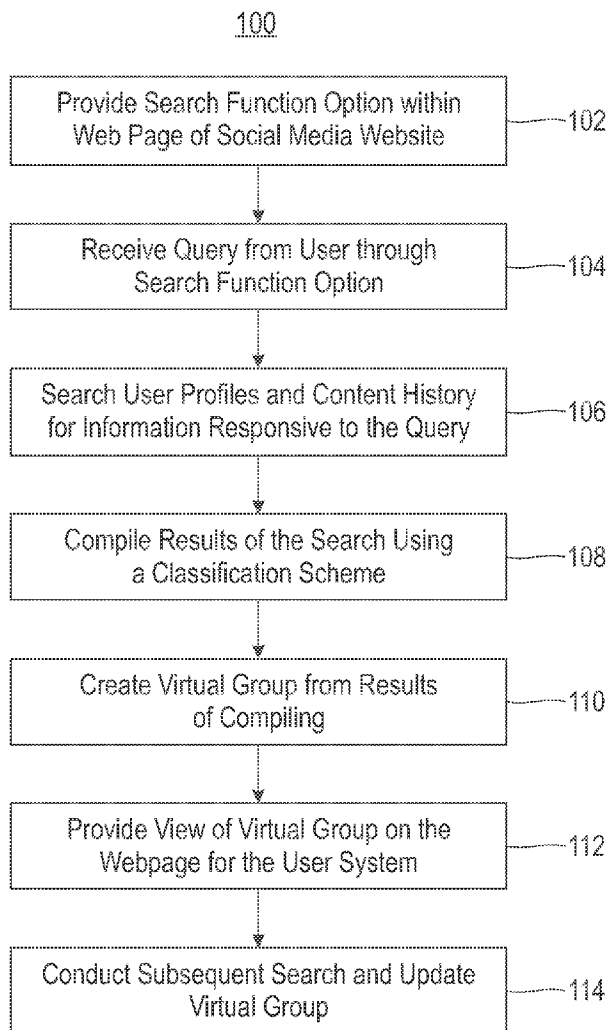 100
Provide Search Function Option within
Web Page of Social Media Website
102
Receive Query from User through
Search Function Option
104
Search User Profiles and Content History
for Information Responsive to the Query
106
Compile Results of the Search Using
a Classification Scheme
108
Create Virtual Group from Results
of Compiling
110
Provide View of Virtual Group on the
Webpage for the User System
112
Conduct Subsequent Search and Update
Virtual Group
114